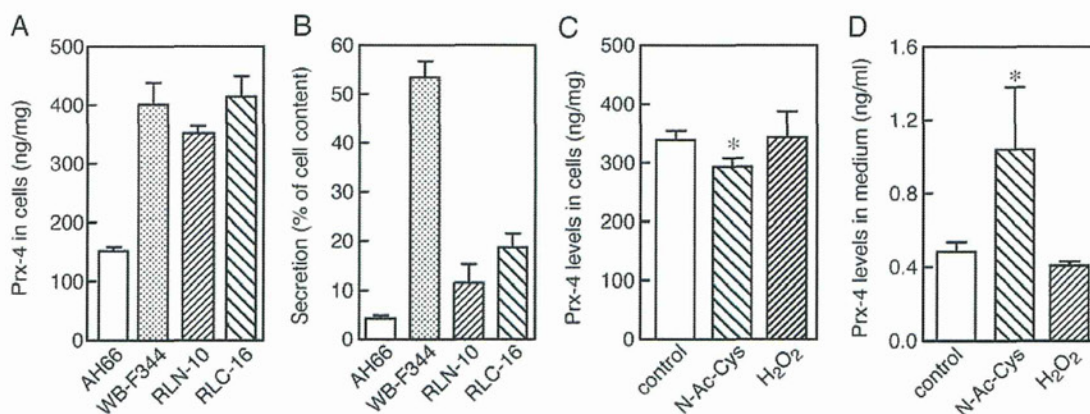 A
Prx-4 in cells (ng/mg)
500
400
300
200
100
0
AH66
WB-F344
RLN-10
RLC-16
B
Secretion (% of cell content)
60
50
40
30
20
10
0
AH66
WB-F344
RLN-10
RLC-16
C
Prx-4 levels in cells (ng/mg)
500
400
300
200
100
0
*
control
N-Ac-Cys
H₂O₂
D
Prx-4 levels in medium (ng/ml)
1.6
1.2
0.8
0.4
0.0
*
control
N-Ac-Cys
H₂O₂